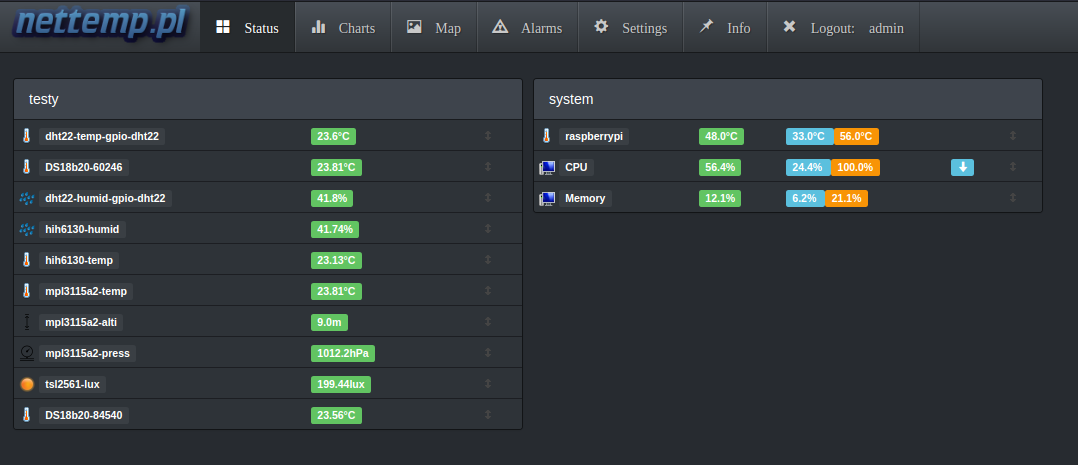 nettemp.pl Status Charts Map Alarms Settings Info Logout: admin
testy
dht22-temp-gpio-dht22 23.6°C
DS18b20-60246 23.81°C
dht22-humid-gpio-dht22 41.8%
hih6130-humid 41.74%
hih6130-temp 23.13°C
mpl3115a2-temp 23.81°C
mpl3115a2-alti 9.0m
mpl3115a2-press 1012.2hPa
tsl2561-lux 199.44lux
DS18b20-84540 23.56°C
system
raspberrypi 48.0°C 33.0°C 56.0°C
CPU 56.4% 24.4% 100.0%
Memory 12.1% 6.2% 21.1%